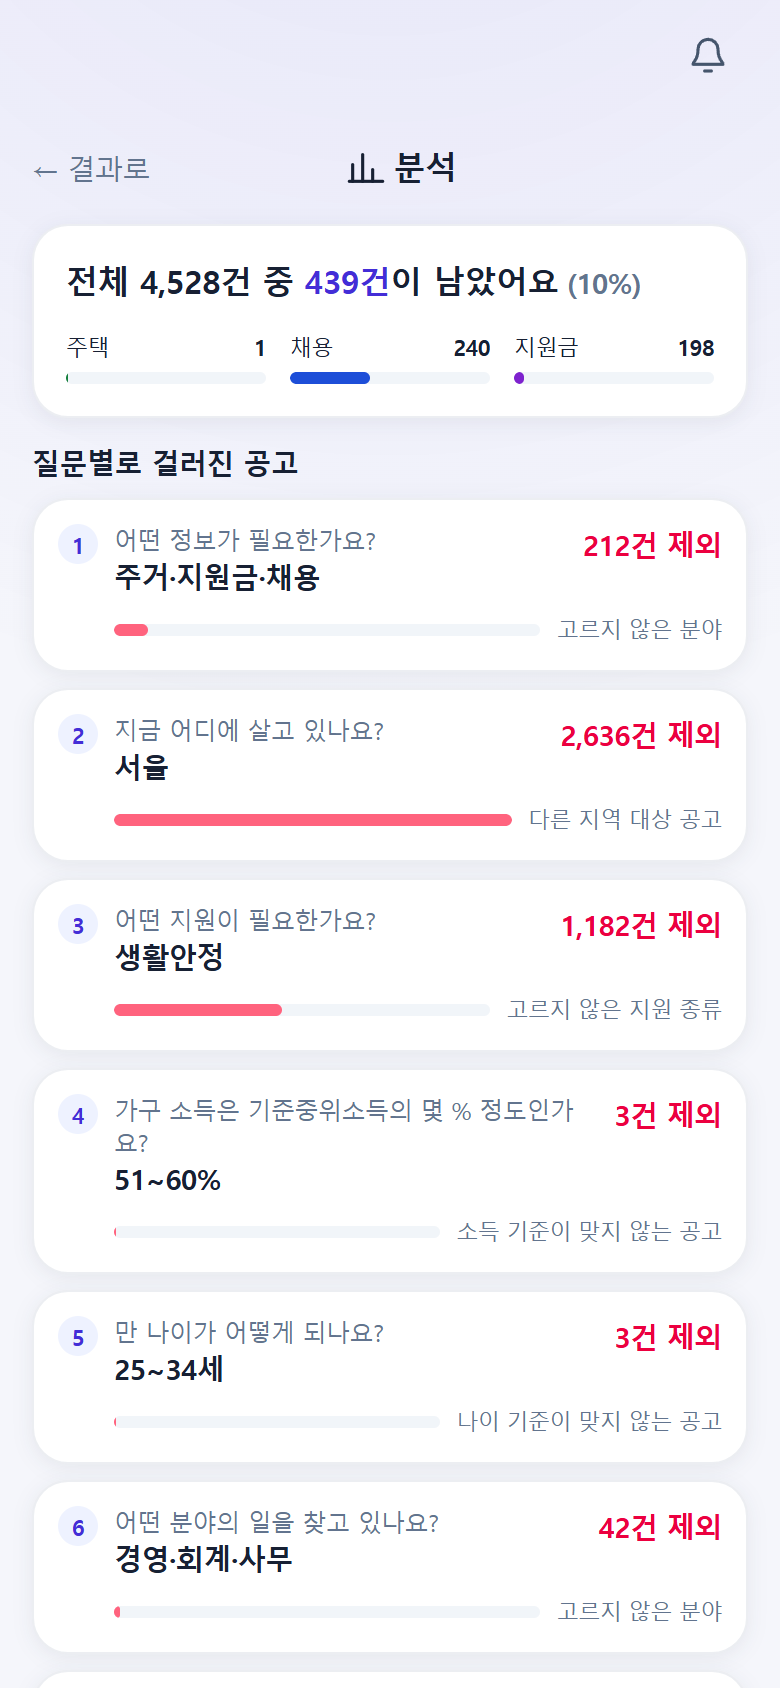 ← 결과로
분석
전체 4,528건 중 439건이 남았어요 (10%)
주택 1 채용 240 지원금 198
질문별로 걸러진 공고
1 어떤 정보가 필요한가요? 212건 제외
주거·지원금·채용
고르지 않은 분야
2 지금 어디에 살고 있나요? 2,636건 제외
서울
다른 지역 대상 공고
3 어떤 지원이 필요한가요? 1,182건 제외
생활안정
고르지 않은 지원 종류
4 가구 소득은 기준중위소득의 몇 % 정도인가 3건 제외
요?
51~60%
소득 기준이 맞지 않는 공고
5 만 나이가 어떻게 되나요? 3건 제외
25~34세
나이 기준이 맞지 않는 공고
6 어떤 분야의 일을 찾고 있나요? 42건 제외
경영·회계·사무
고르지 않은 분야